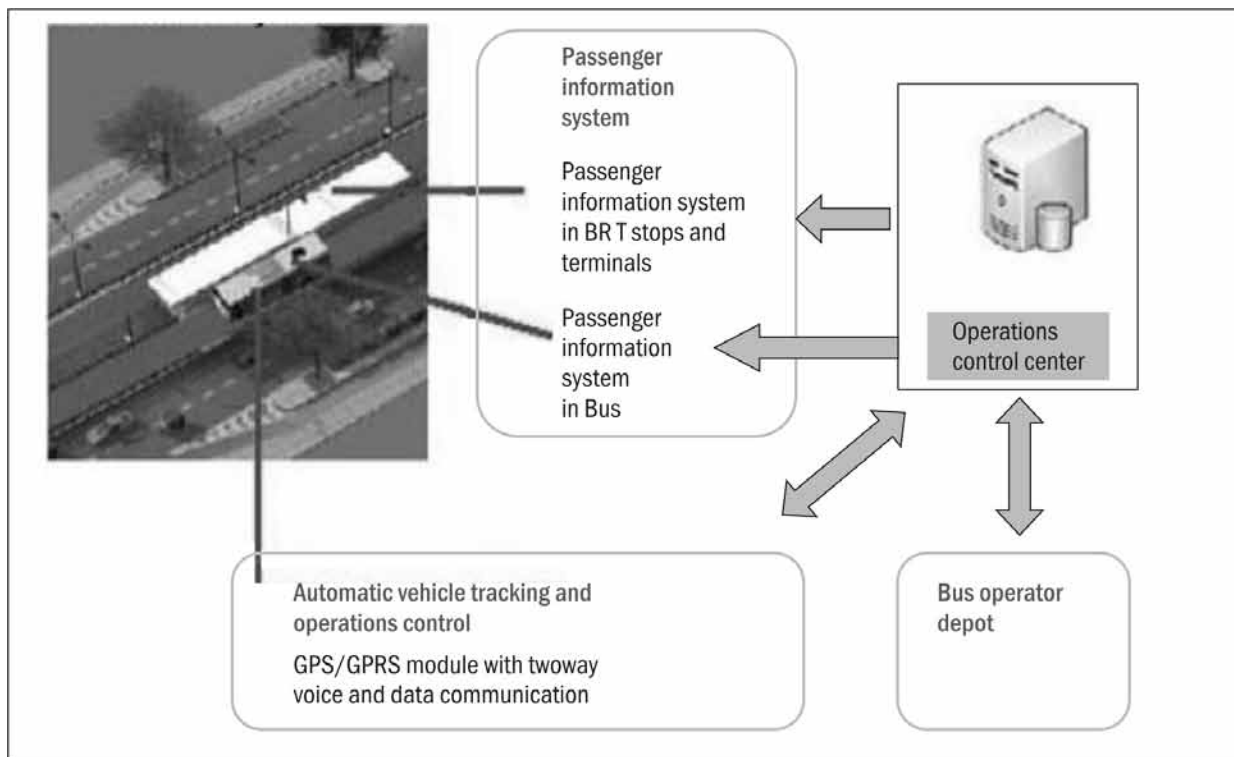 Passenger
information
system
Passenger
information system
in BR T stops and
terminals
Passenger
information
system
in Bus
Operations
control center
Automatic vehicle tracking and
operations control
GPS/GPRS module with twoway
voice and data communication
Bus operator
depot